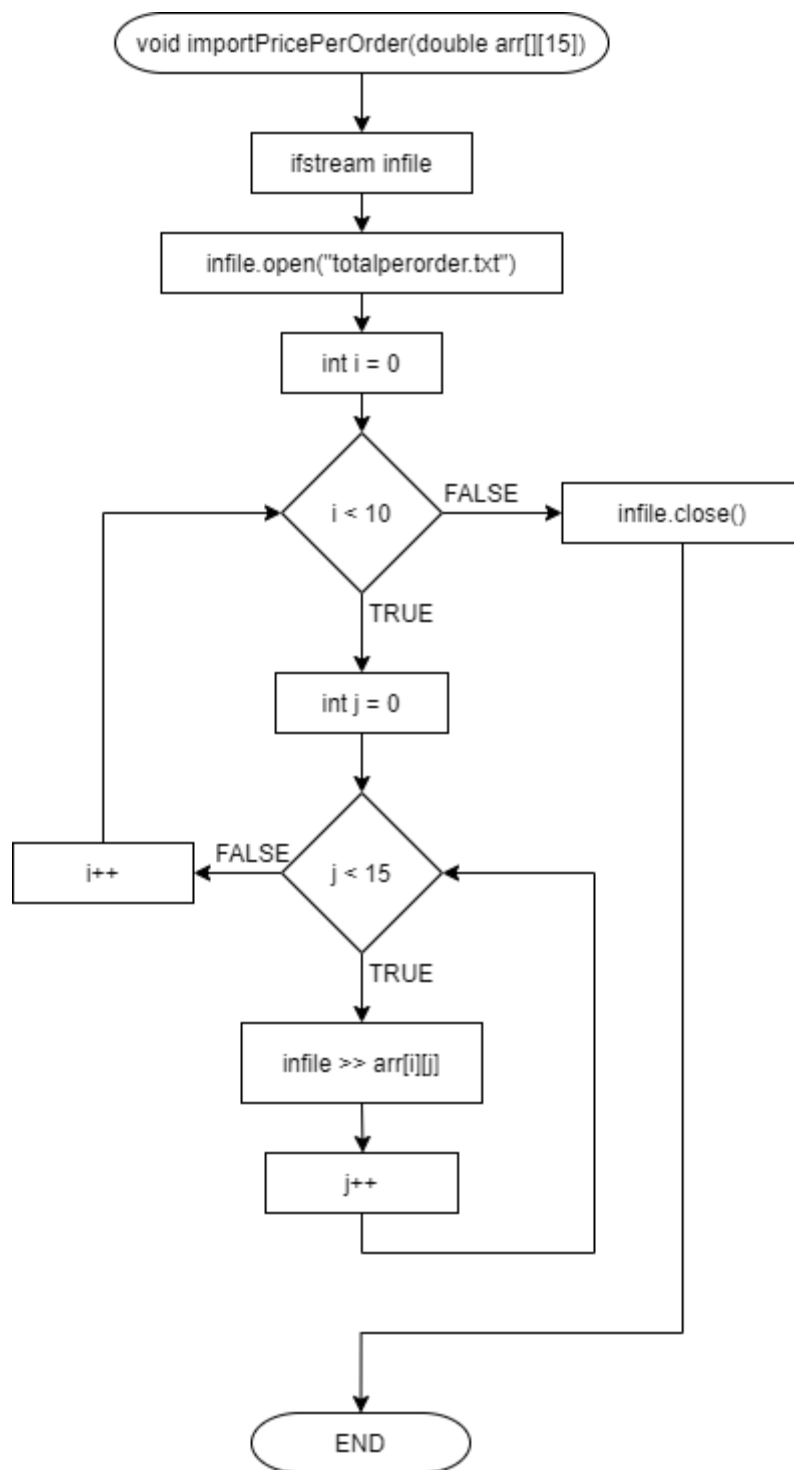 void importPricePerOrder(double arr[][15])
ifstream infile
infile.open("totalperorder.txt")
int i = 0
i < 10
FALSE
infile.close()
TRUE
int j = 0
j < 15
FALSE
i++
TRUE
infile >> arr[i][j]
j++
END